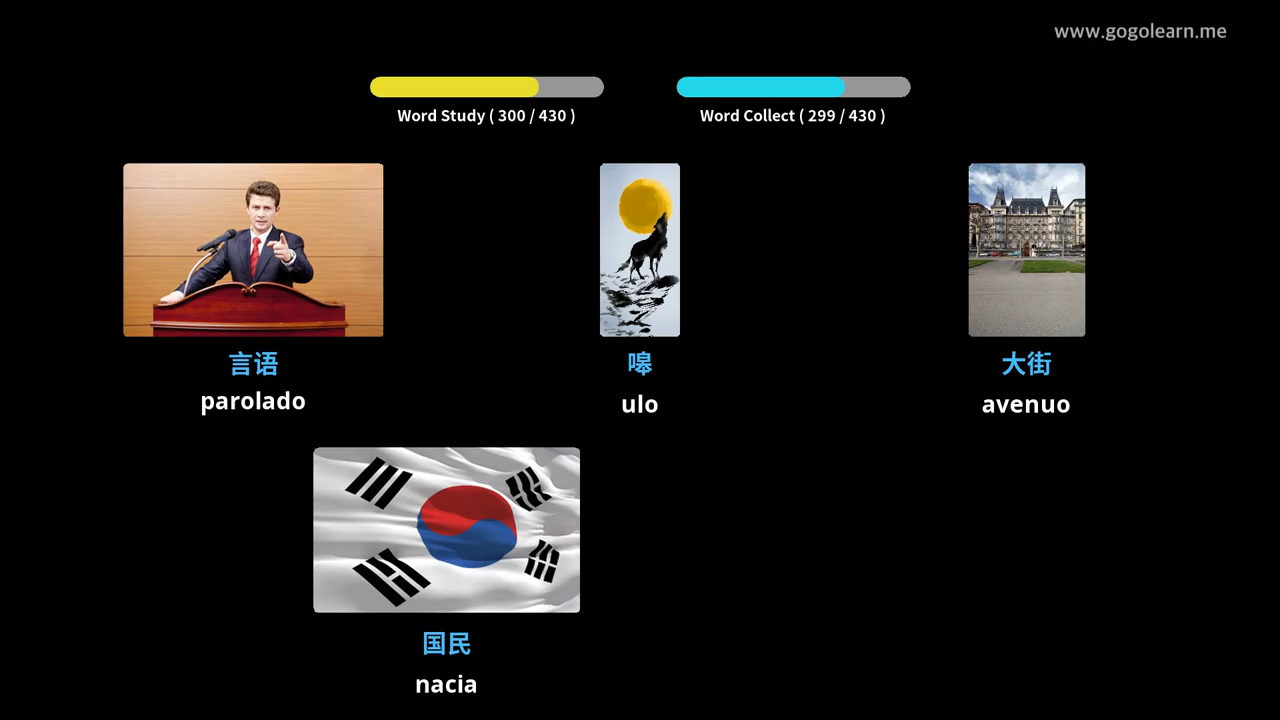 www.gogolearn.me
Word Study ( 300 / 430 )
Word Collect ( 299 / 430 )
言语
parolado
嗥
ulo
大街
avenuo
国民
nacia